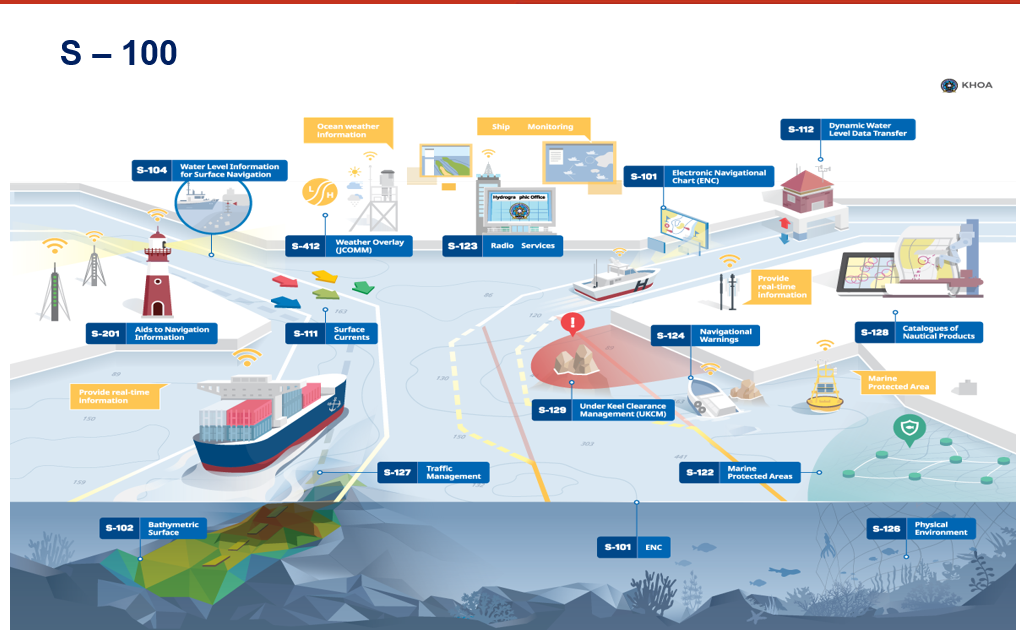 S – 100
KHOA
Ocean weather
Information
Ship Monitoring
S-112
Dynamic Water
Level Data Transfer
S-104
Water Level Information
for Surface Navigation
S-101
Electronic Navigational
Chart (ENC)
L
H
Hydrogra phic Office
S-412
Weather Overlay
(JCOMM)
S-123
Radio Services
H
Provide
real-time
information
S-201
Aids to Navigation
Information
S-111
Surface
Currents
!
S-124
Navigational
Warnings
S-128
Catalogues of
Nautical Products
Provide real-time
information
Marine
Protected Area
S-129
Under Keel Clearance
Management (UKCM)
S-127
Traffic
Management
S-122
Marine
Protected Areas
S-102
Bathymetric
Surface
S-101
ENC
S-126
Physical
Environment